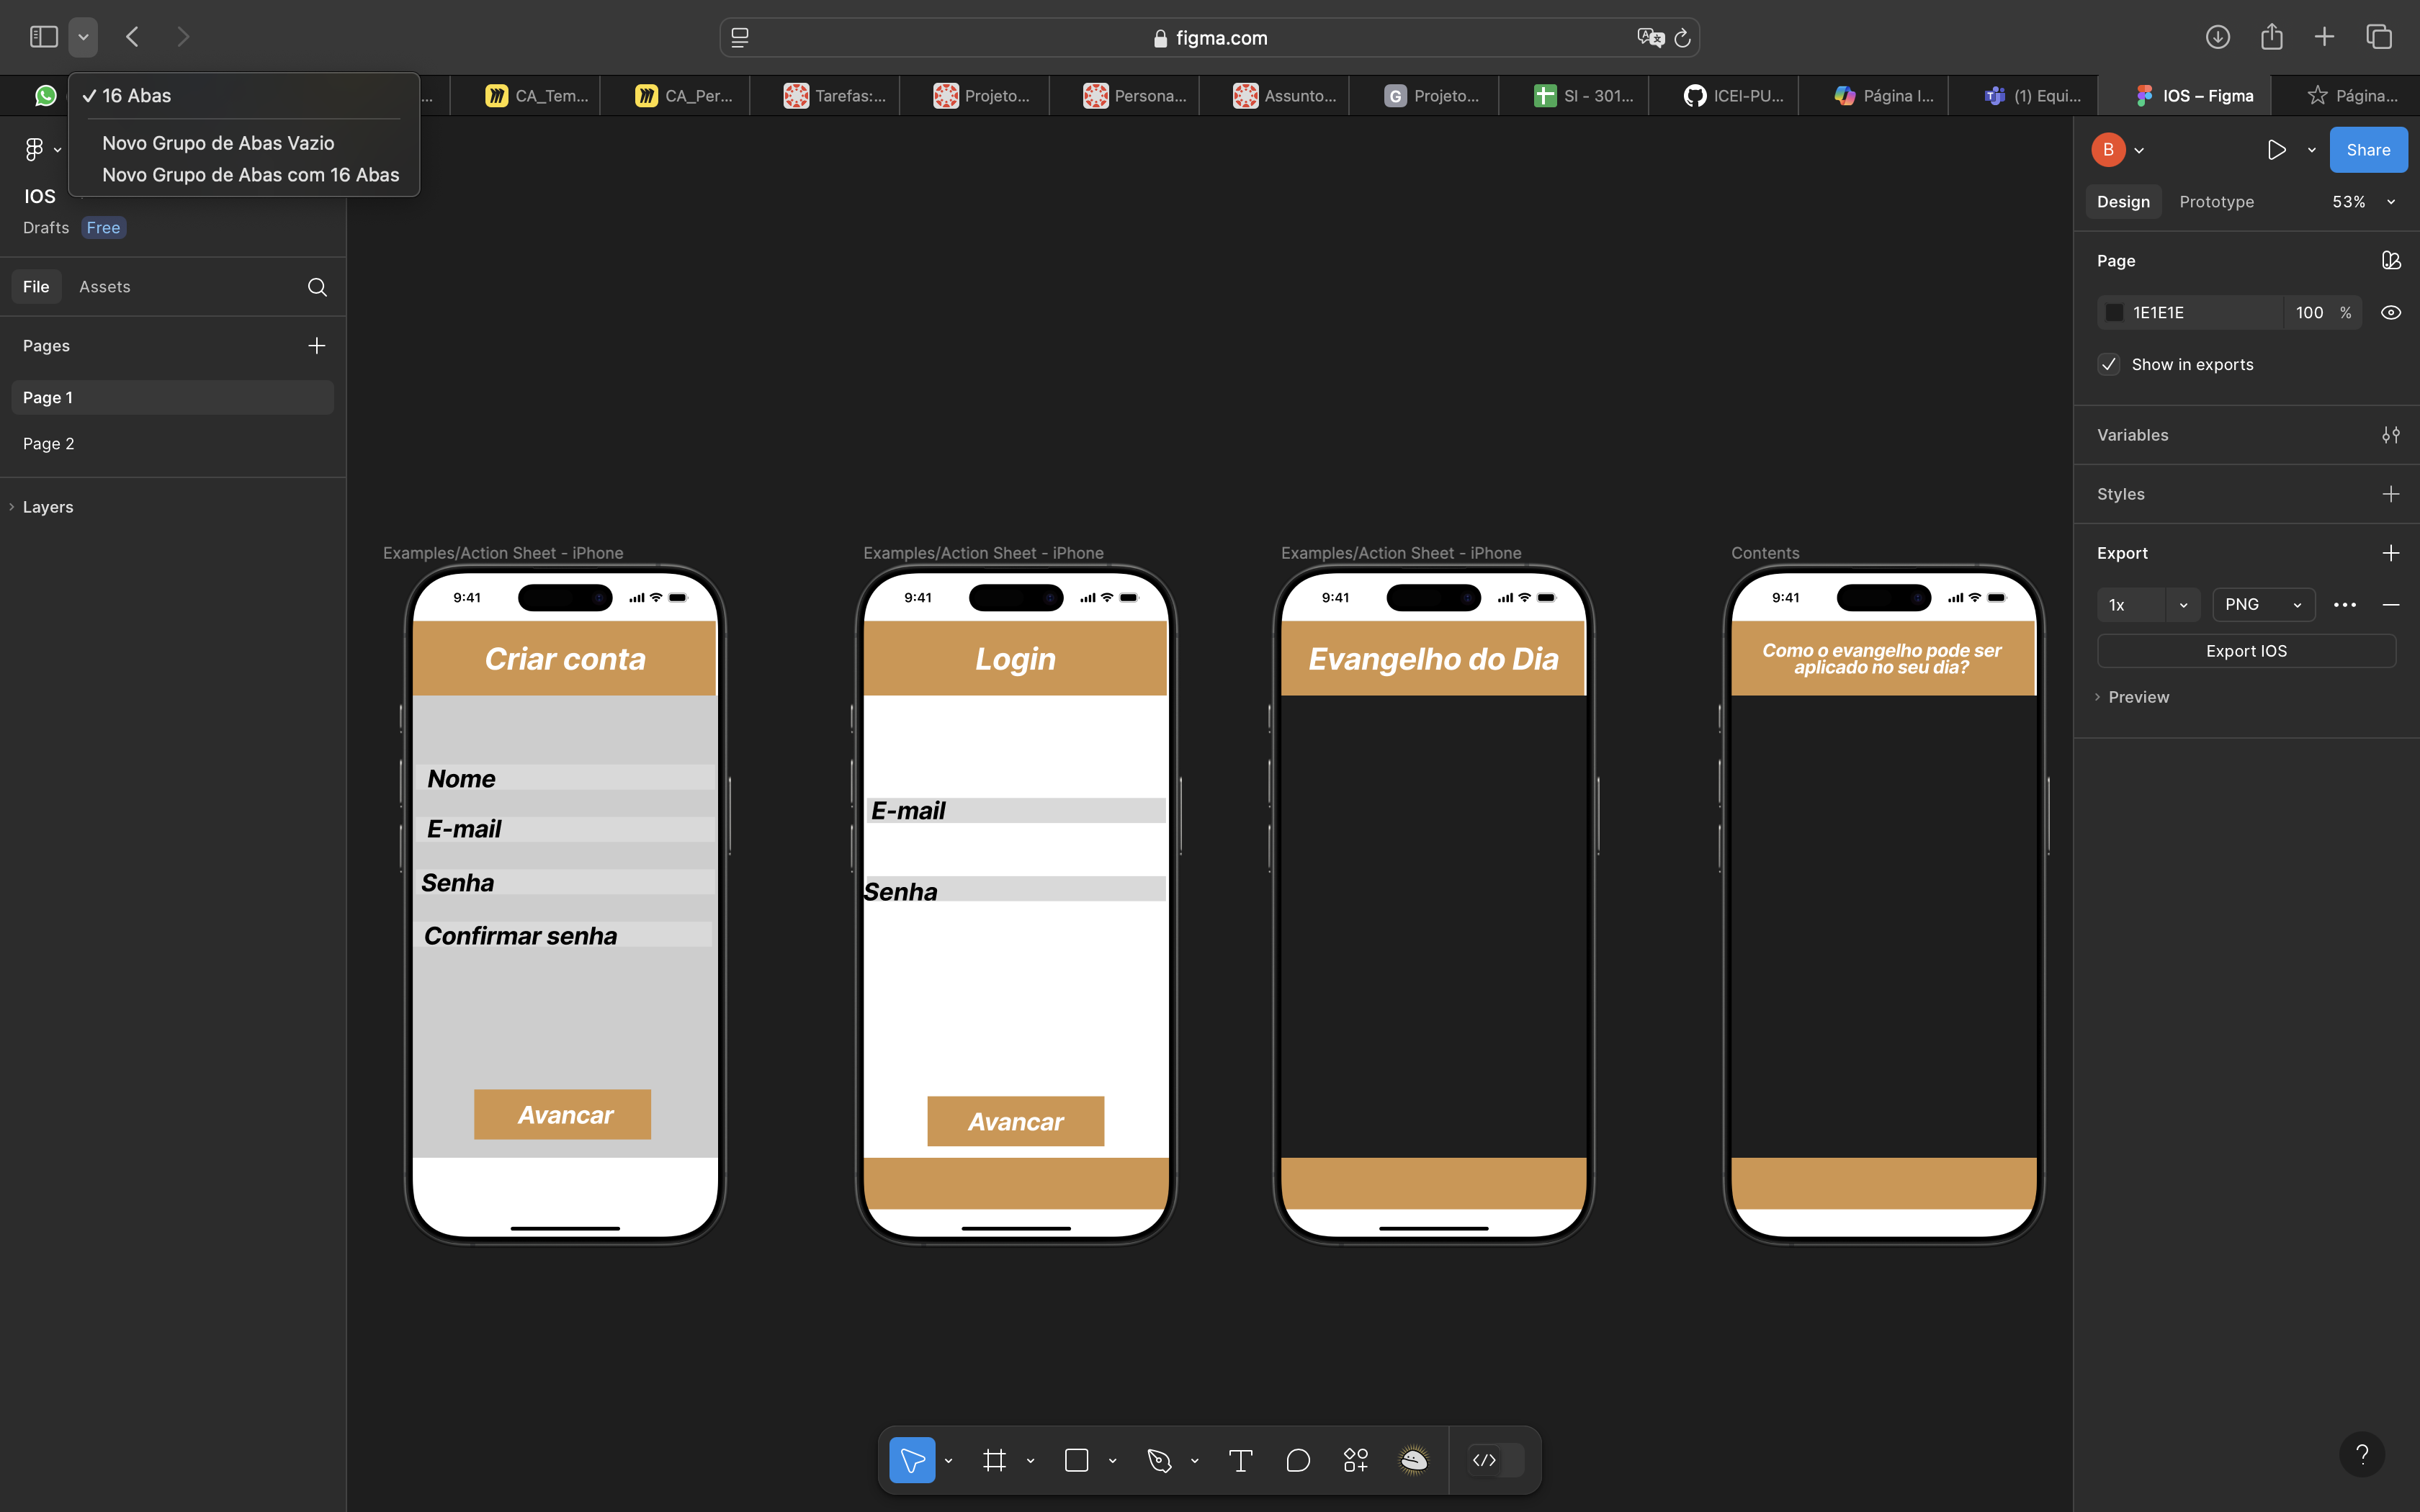 figma.com
16 Abas
Novo Grupo de Abas Vazio
Novo Grupo de Abas com 16 Abas
...
CA_Tem...
CA_Per...
Tarefas:...
Projeto...
Persona...
Assunto...
G Projeto...
SI - 301...
ICEI-PU...
Página I...
(1) Equi...
IOS – Figma
Página...
IOS
Drafts Free
File Assets
Pages
Page 1
Page 2
Layers
Examples/Action Sheet - iPhone
9:41
Criar conta
Nome
E-mail
Senha
Confirmar senha
Avancar
Examples/Action Sheet - iPhone
9:41
Login
E-mail
Senha
Avancar
Examples/Action Sheet - iPhone
9:41
Evangelho do Dia
Contents
9:41
Como o evangelho pode ser
aplicado no seu dia?
B
Share
Design Prototype 53%
Page
1E1E1E 100 %
Show in exports
Variables
Styles
Export
1x PNG
Export IOS
Preview
?